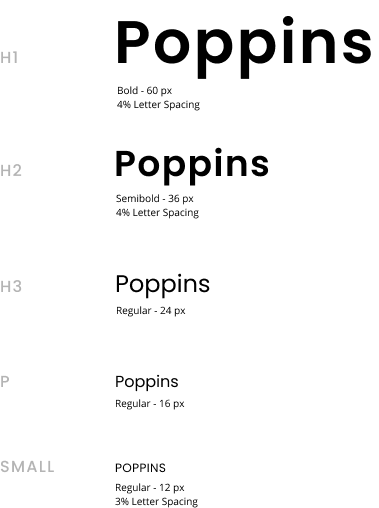 H1
Poppins
Bold - 60 px
4% Letter Spacing
H2
Poppins
Semibold - 36 px
4% Letter Spacing
H3
Poppins
Regular - 24 px
P
Poppins
Regular - 16 px
SMALL
POPPINS
Regular - 12 px
3% Letter Spacing